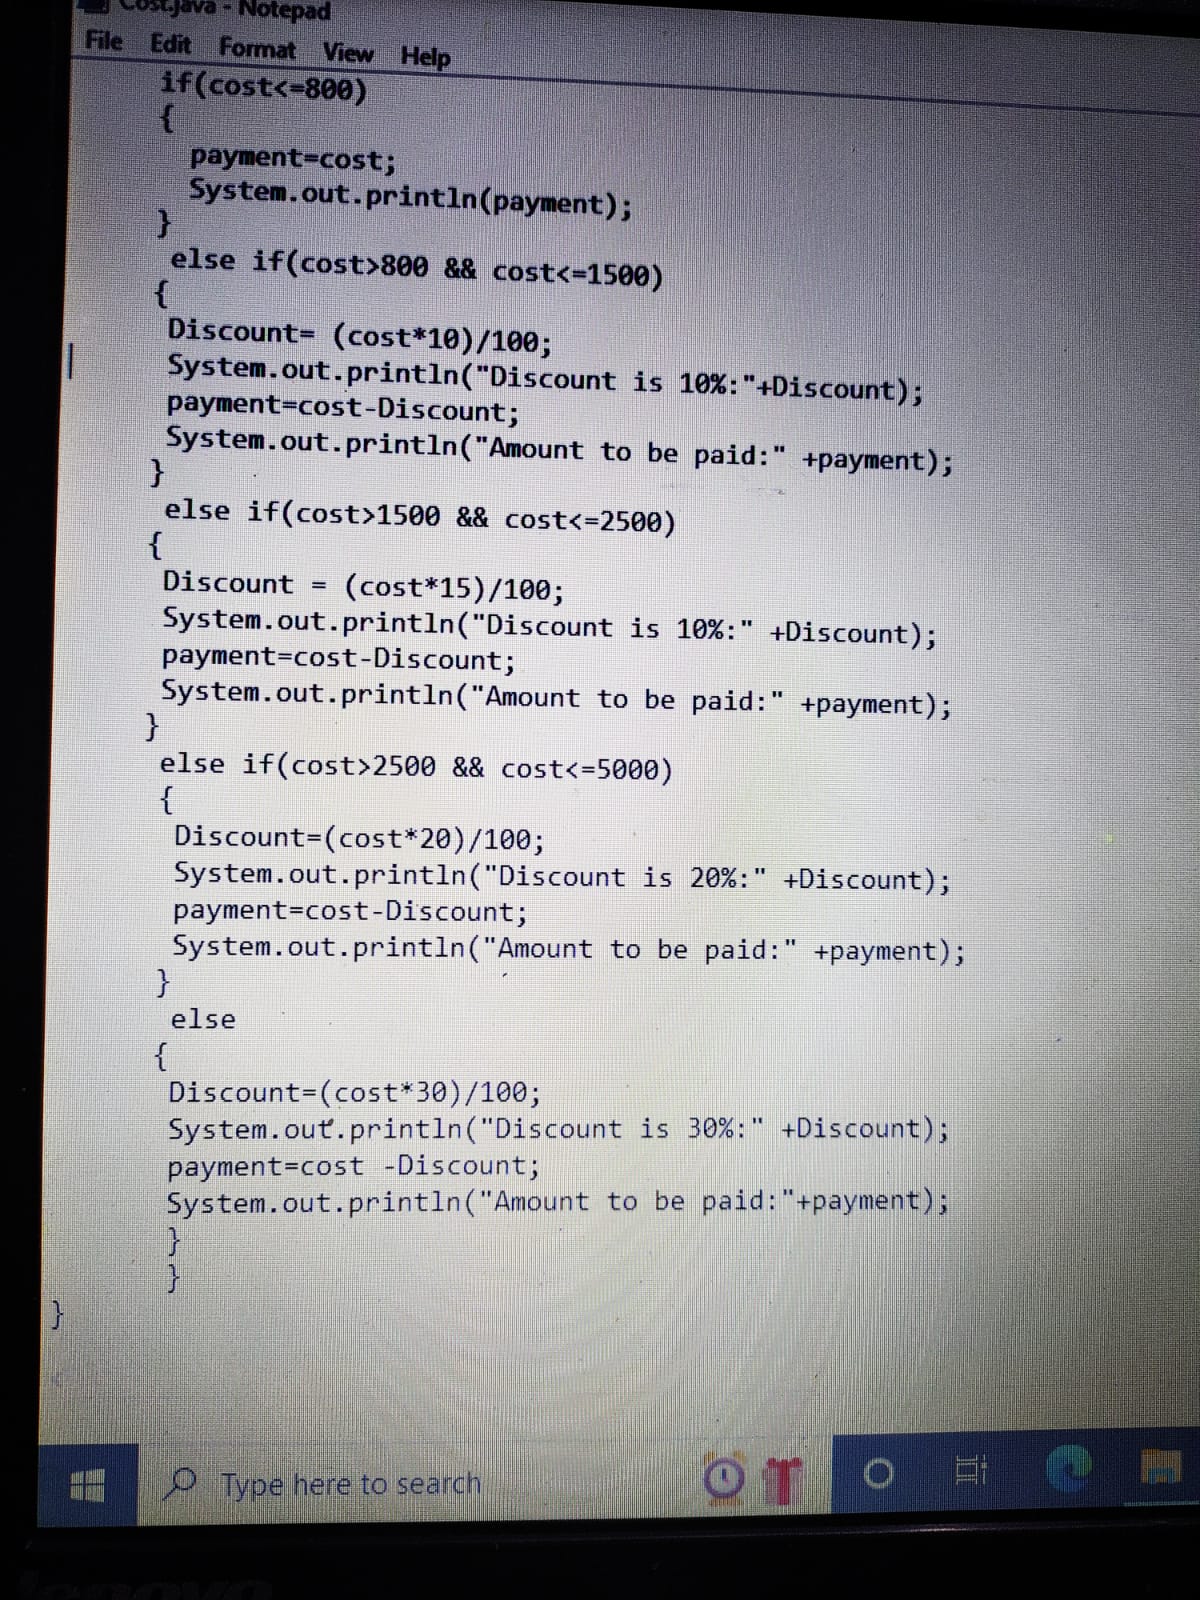 Cost.java - Notepad
File Edit Format View Help
if(cost<=800)
{
payment=cost;
System.out.println(payment);
}
else if(cost>800 && cost<=1500)
{
Discount= (cost*10)/100;
System.out.println("Discount is 10%:"+Discount);
payment=cost-Discount;
System.out.println("Amount to be paid:" +payment);
}
else if(cost>1500 && cost<=2500)
{
Discount = (cost*15)/100;
System.out.println("Discount is 10%:" +Discount);
payment=cost-Discount;
System.out.println("Amount to be paid:" +payment);
}
else if(cost>2500 && cost<=5000)
{
Discount=(cost*20)/100;
System.out.println("Discount is 20%:" +Discount);
payment=cost-Discount;
System.out.println("Amount to be paid:" +payment);
}
else
{
Discount=(cost*30)/100;
System.out.println("Discount is 30%:" +Discount);
payment=cost -Discount;
System.out.println("Amount to be paid:"+payment);
}
}
}
Type here to search
lenovo